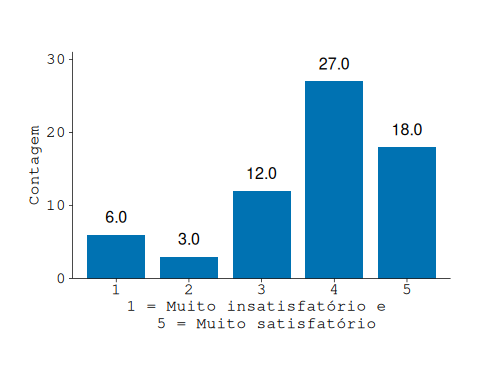 30
27.0
20
18.0
Contagem
12.0
10
6.0
3.0
0
1 2 3 4 5
1 = Muito insatisfatório e
5 = Muito satisfatório